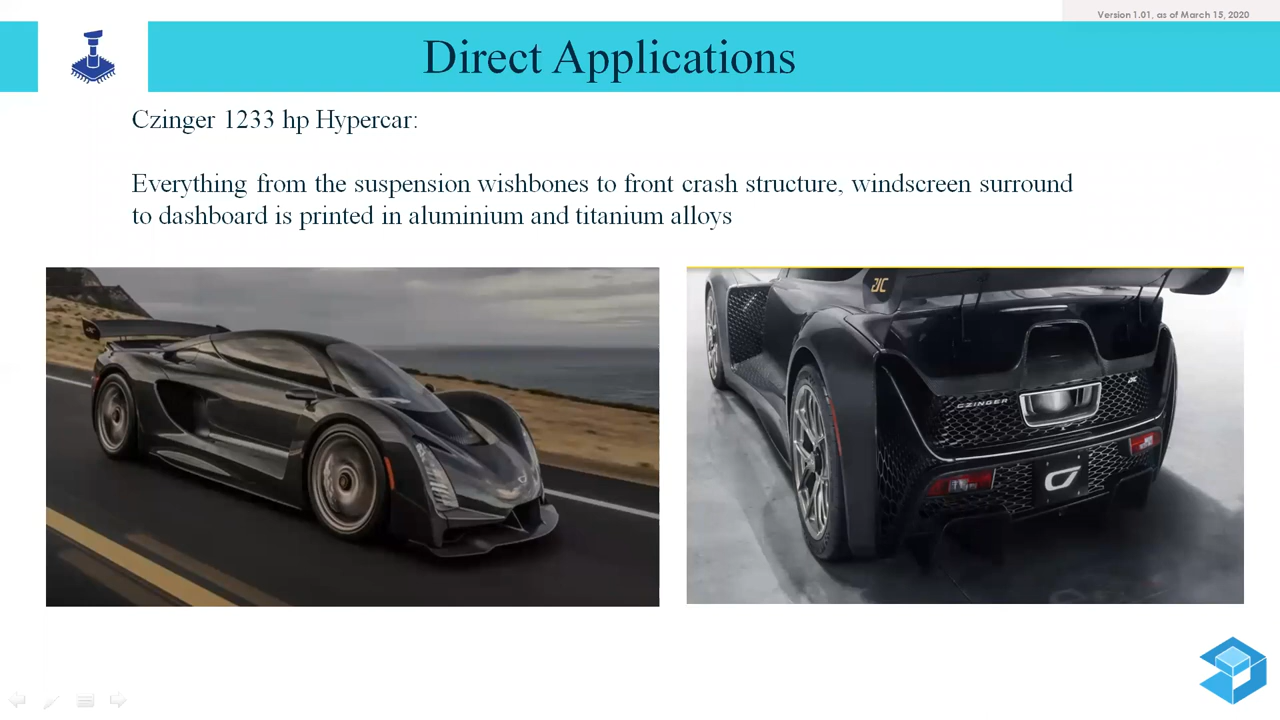 Version 1.01, as of March 15, 2020
Direct Applications
Czinger 1233 hp Hypercar:
Everything from the suspension wishbones to front crash structure, windscreen surround
to dashboard is printed in aluminium and titanium alloys
21C
CZINGER